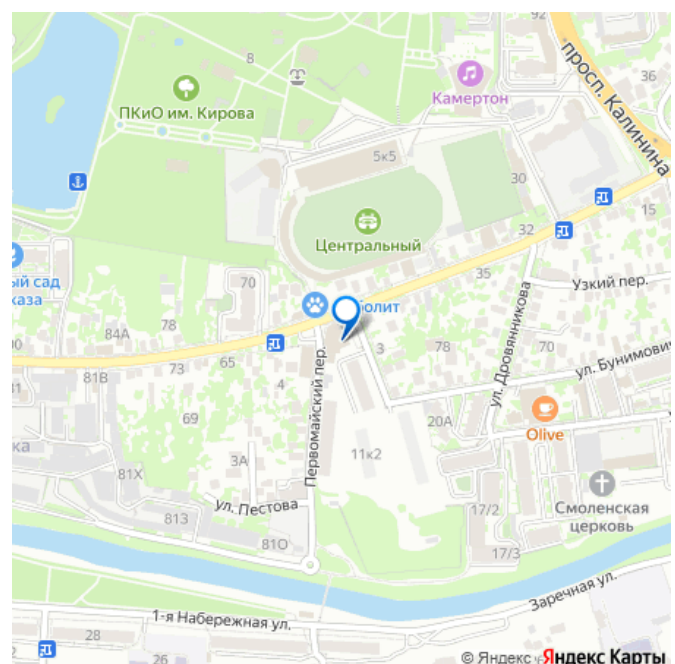 92
просп. Калинина
8
36
ПКиО им. Кирова
Камертон
5к5
30
15
Центральный
32
ый сад
каза
35
Узкий пер.
70
болит
84А
78
65
73
81В
3
78
70
ул. Дровянникова
ул. Бунимович
4
Первомайский пер.
69
20А
Olive
ка
3А
11к2
81Х
ул. Пестова
813
17/2
Смоленская
церковь
81О
17/3
Заречная ул.
1-я Набережная ул.
28
26
© Яндекс
Яндекс Карты